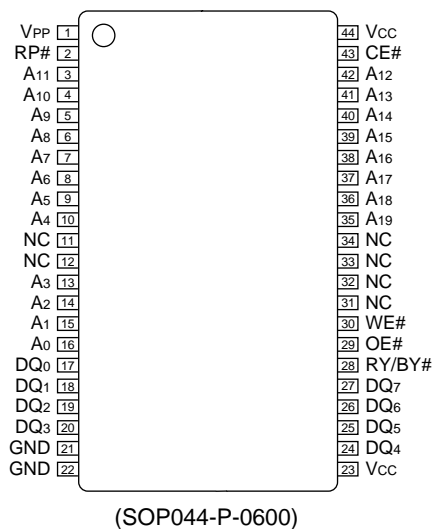 VPP 1 44 VCC
RP# 2 43 CE#
A11 3 42 A12
A10 4 41 A13
A9 5 40 A14
A8 6 39 A15
A7 7 38 A16
A6 8 37 A17
A5 9 36 A18
A4 10 35 A19
NC 11 34 NC
NC 12 33 NC
A3 13 32 NC
A2 14 31 NC
A1 15 30 WE#
A0 16 29 OE#
DQ0 17 28 RY/BY#
DQ1 18 27 DQ7
DQ2 19 26 DQ6
DQ3 20 25 DQ5
GND 21 24 DQ4
GND 22 23 VCC
(SOP044-P-0600)